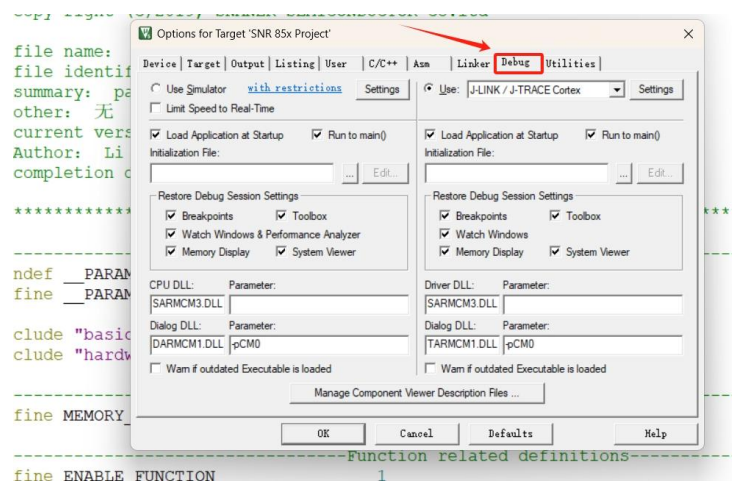 Options for Target 'SNR 85x Project'
file name:
file identif
summary: pa
other: 无
current vers
Author: Li
completion
Device Target Output Listing User C/C++ Asm Linker Debug Utilities
Use Simulator with restrictions Settings
Limit Speed to Real-Time
Use: J-LINK / J-TRACE Cortex Settings
Load Application at Startup Run to main()
Initialization File:
... Edit...
Load Application at Startup Run to main()
Initialization File:
... Edit...
Restore Debug Session Settings
Breakpoints Toolbox
Watch Windows & Performance Analyzer
Memory Display System Viewer
Restore Debug Session Settings
Breakpoints Toolbox
Watch Windows
Memory Display System Viewer
CPU DLL: Parameter:
SARMCM3.DLL
Dialog DLL: Parameter:
DARMCM1.DLL -pCM0
Warn if outdated Executable is loaded
Driver DLL: Parameter:
SARMCM3.DLL
Dialog DLL: Parameter:
TARMCM1.DLL -pCM0
Warn if outdated Executable is loaded
Manage Component Viewer Description Files ...
OK Cancel Defaults Help
ndef __PARAM
fine __PARAM
clude "basic
clude "hardw
fine MEMORY_
Function related definitions
fine ENABLE_FUNCTION 1